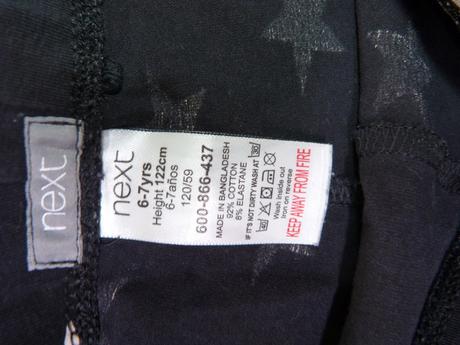 next
next
6-7yrs
Height 122cm
6-7años
120/59
600-866-437
MADE IN BANGLADESH
92% COTTON
8% ELASTANE
IF IT'S NOT DIRTY WASH AT 30
40
Wash inside out
Iron on reverse
KEEP AWAY FROM FIRE